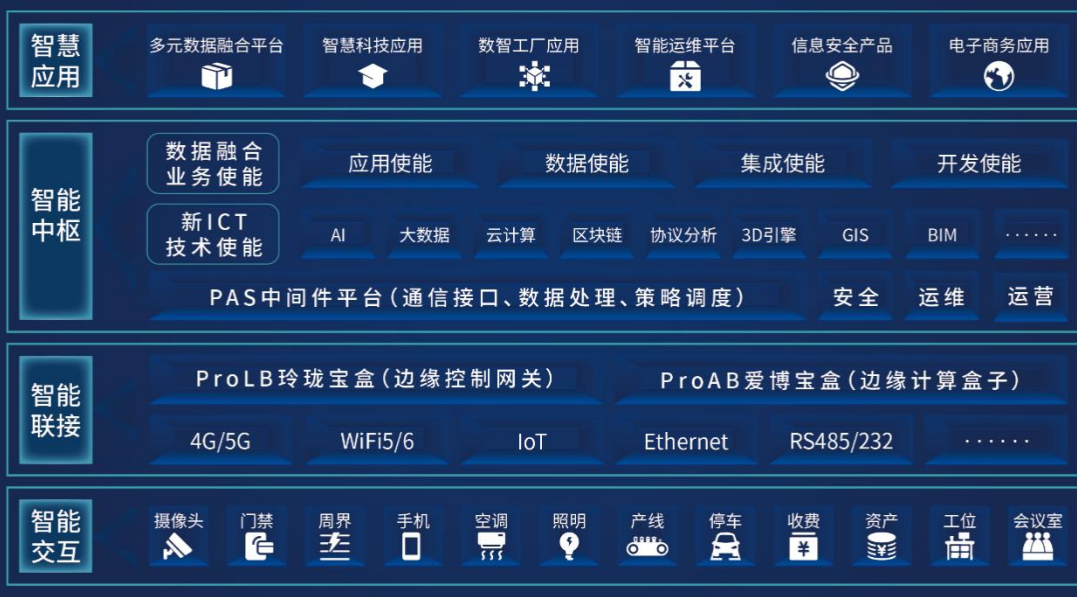 智慧
应用
多元数据融合平台
智慧科技应用
数智工厂应用
智能运维平台
信息安全产品
电子商务应用
智能
中枢
数据融合
业务使能
应用使能
数据使能
集成使能
开发使能
新ICT
技术使能
AI
大数据
云计算
区块链
协议分析
3D引擎
GIS
BIM
······
PAS中间件平台(通信接口、数据处理、策略调度)
安全
运维
运营
智能
联接
ProLB玲珑宝盒(边缘控制网关)
ProAB爱博宝盒(边缘计算盒子)
4G/5G
WiFi5/6
IoT
Ethernet
RS485/232
······
智能
交互
摄像头
门禁
周界
手机
空调
照明
产线
停车
收费
资产
工位
会议室